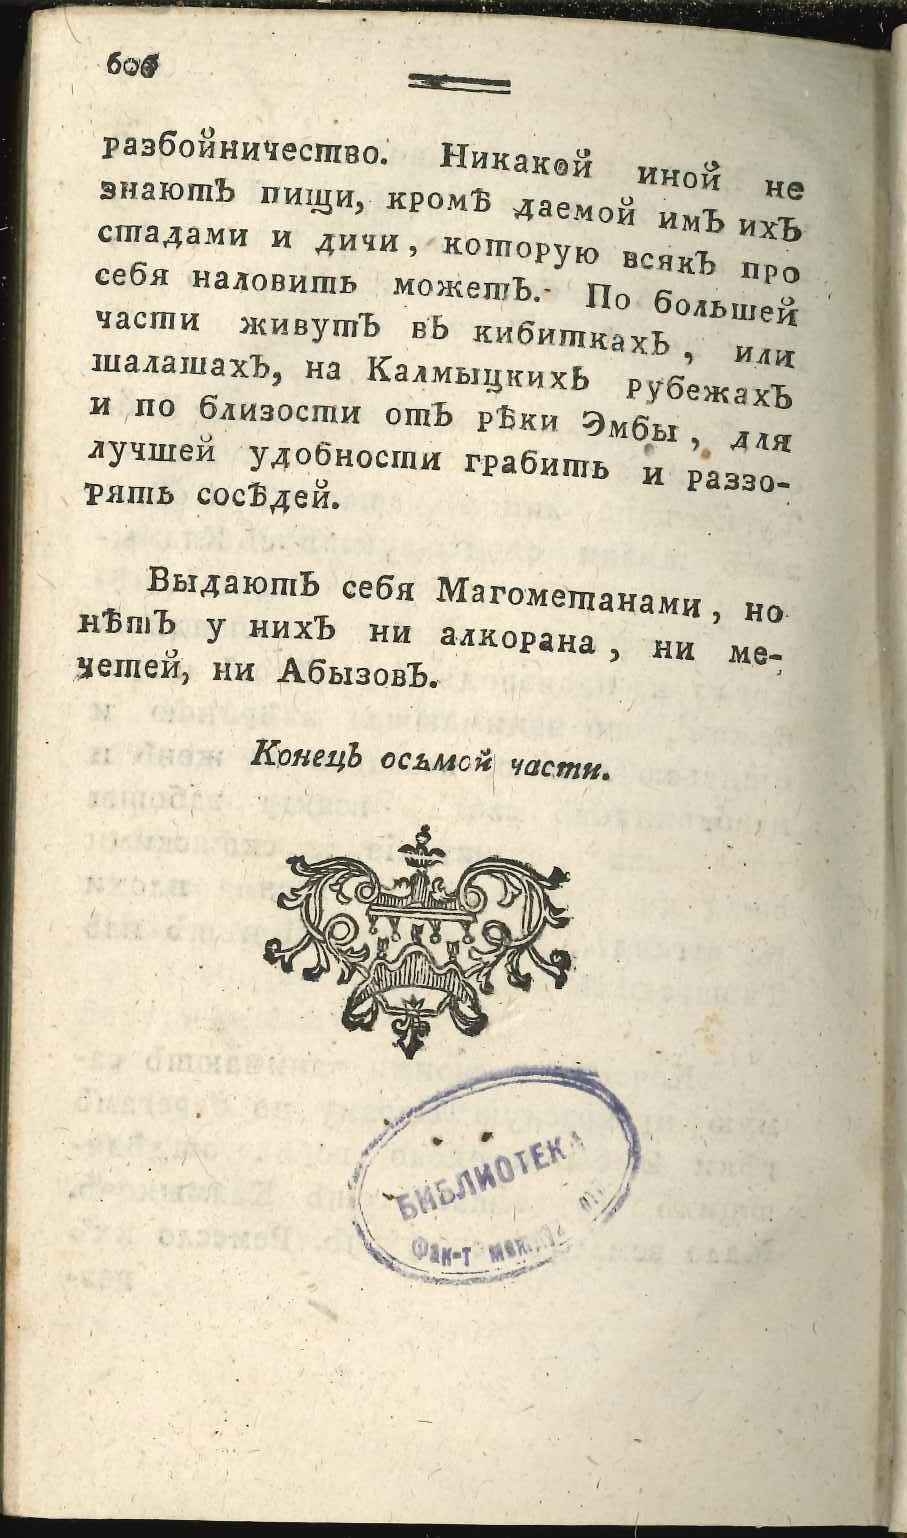 606
разбойничество. Никакой иной не
знаютъ пищи, кромѣ даемой имъ ихъ
стадами и дичи, которую всякъ про
себя наловить можетъ. По большей
части живутъ въ кибиткахъ, или
шалашахъ, на Калмыцкихъ рубежахъ
и по близости отъ рѣки Эмбы, для
лучшей удобности грабить и раззо-
рять сосѣдей.
Выдаютъ себя Магометанами, но
нѣтъ у нихъ ни алкорана, ни ме-
четей, ни Абызовъ.
Конецъ осьмой части.
БИБЛИОТЕКА
Фак-т